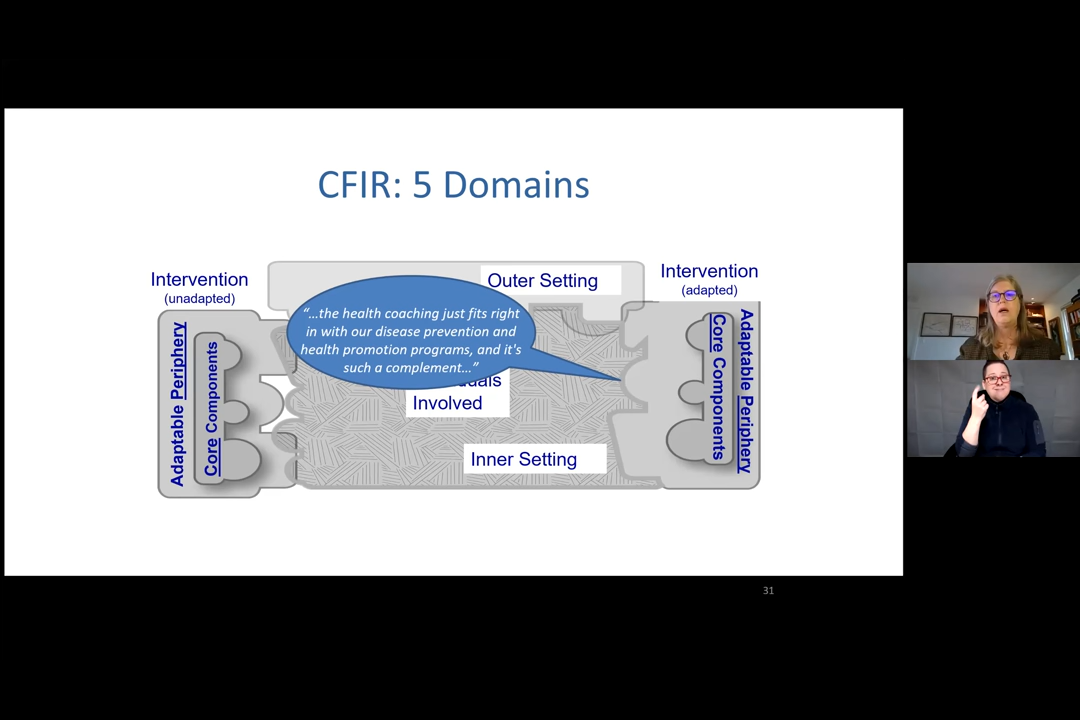 CFIR: 5 Domains
Intervention
(unadapted)
Outer Setting
Intervention
(adapted)
“...the health coaching just fits right
in with our disease prevention and
health promotion programs, and it's
such a complement...”
Involved
Inner Setting
Adaptable Periphery
Core Components
Core Components
Adaptable Periphery
31